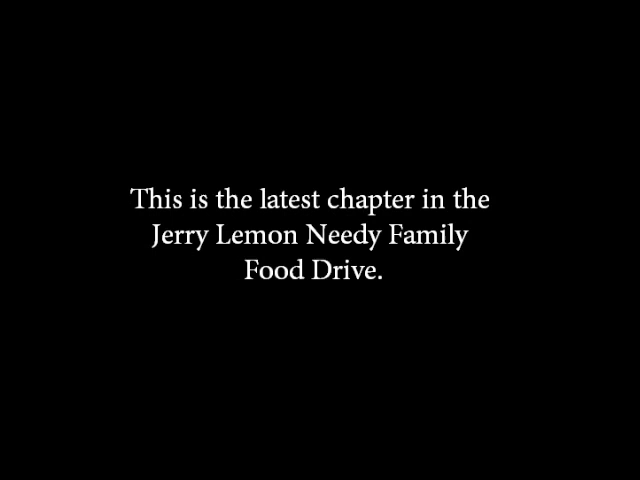 This is the latest chapter in the
Jerry Lemon Needy Family
Food Drive.